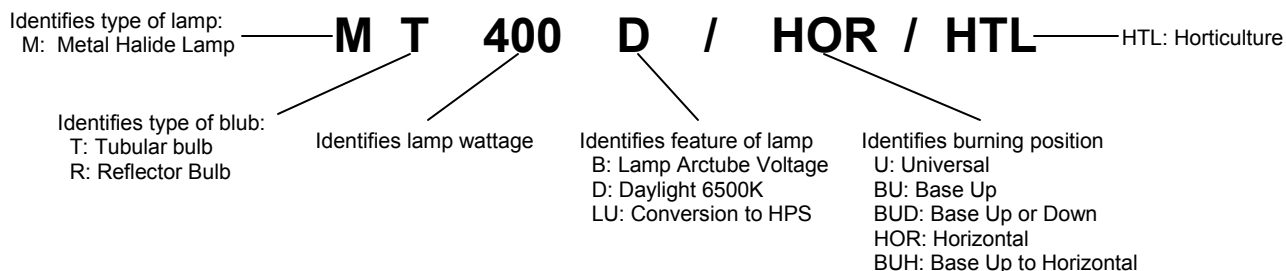 Identifies type of lamp:
M: Metal Halide Lamp
M T 400 D / HOR / HTL
HTL: Horticulture
Identifies type of blub:
T: Tubular bulb
R: Reflector Bulb
Identifies lamp wattage
Identifies feature of lamp
B: Lamp Arctube Voltage
D: Daylight 6500K
LU: Conversion to HPS
Identifies burning position
U: Universal
BU: Base Up
BUD: Base Up or Down
HOR: Horizontal
BUH: Base Up to Horizontal